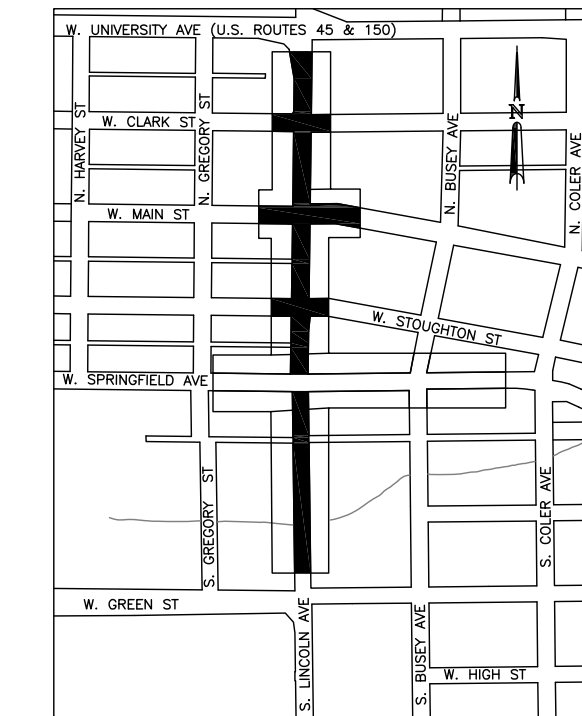 W. UNIVERSITY AVE (U.S. ROUTES 45 & 150)
N. HARVEY ST
W. CLARK ST
N. GREGORY ST
N. BUSEY AVE
N
N. COLER AVE
W. MAIN ST
W. STOUGHTON ST
W. SPRINGFIELD AVE
S. GREGORY ST
S. COLER AVE
W. GREEN ST
S. LINCOLN AVE
S. BUSEY AVE
W. HIGH ST